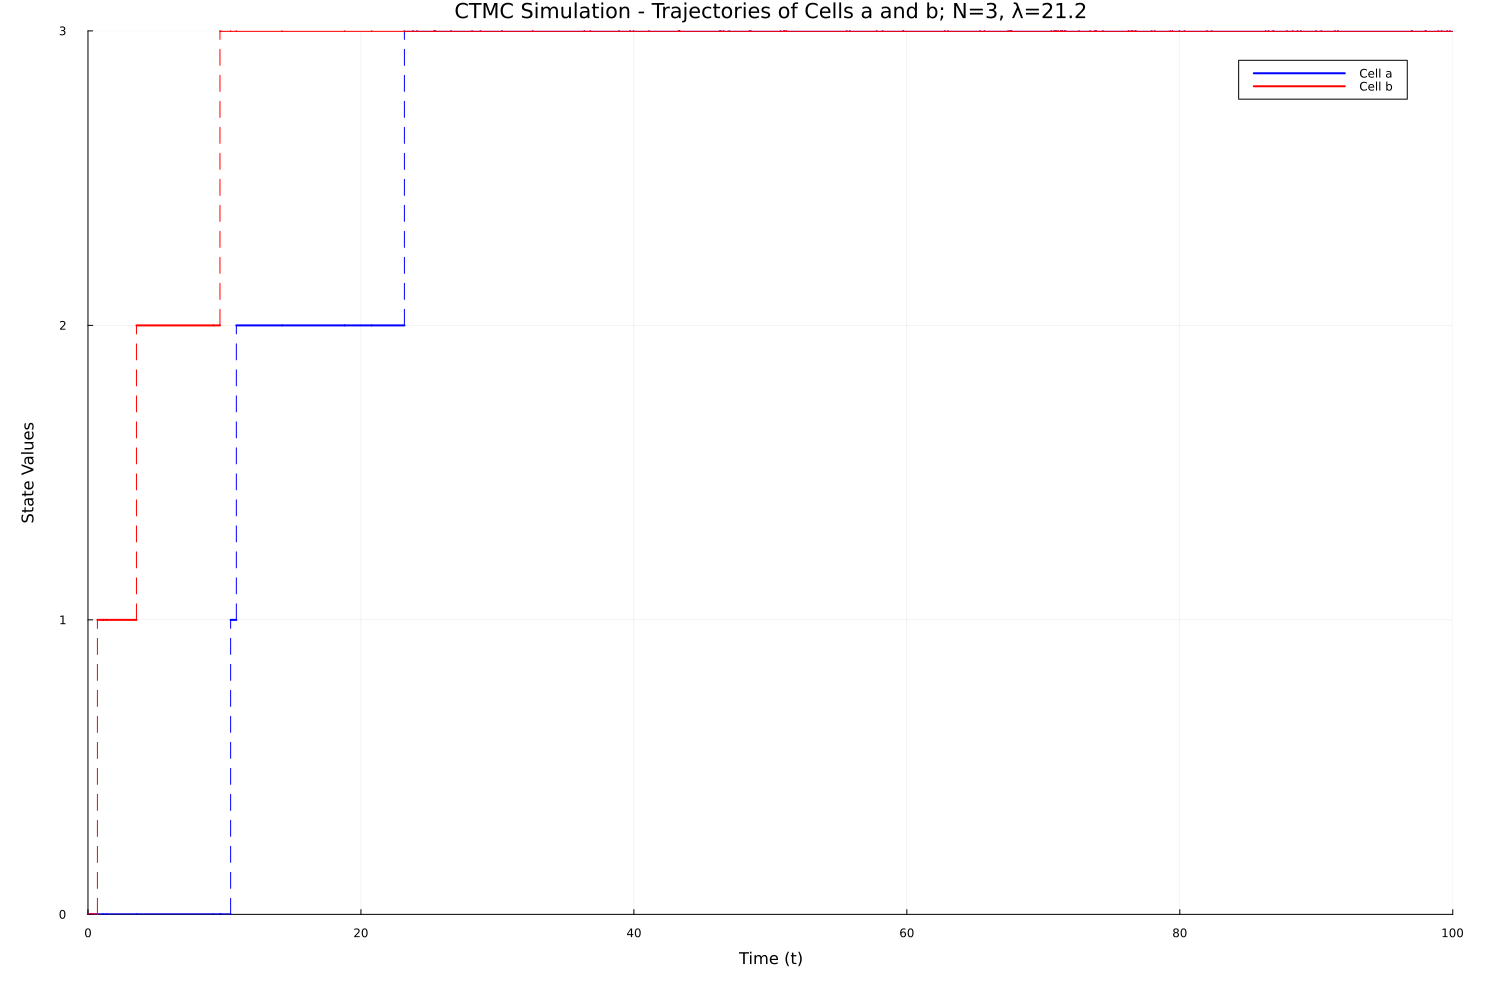 CTMC Simulation - Trajectories of Cells a and b; N=3, λ=21.2
3
Cell a
Cell b
2
State Values
1
0
0 20 40 60 80 100
Time (t)